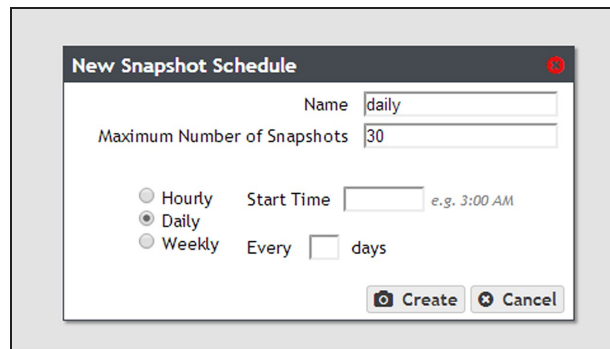 New Snapshot Schedule
Name daily
Maximum Number of Snapshots 30
Hourly Start Time e.g. 3:00 AM
Daily
Weekly Every days
Create Cancel